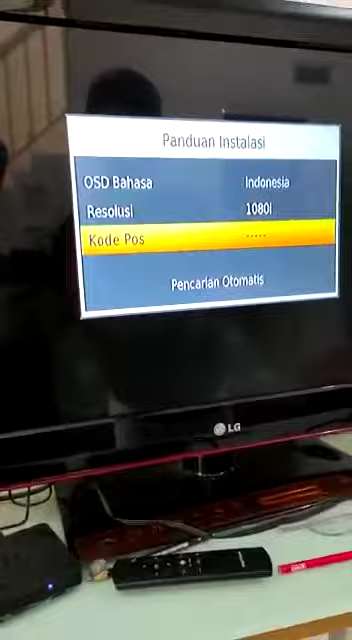 Panduan Instalasi
OSD Bahasa Indonesia
Resolusi 1080i
Kode Pos -----
Pencarian Otomatis
LG